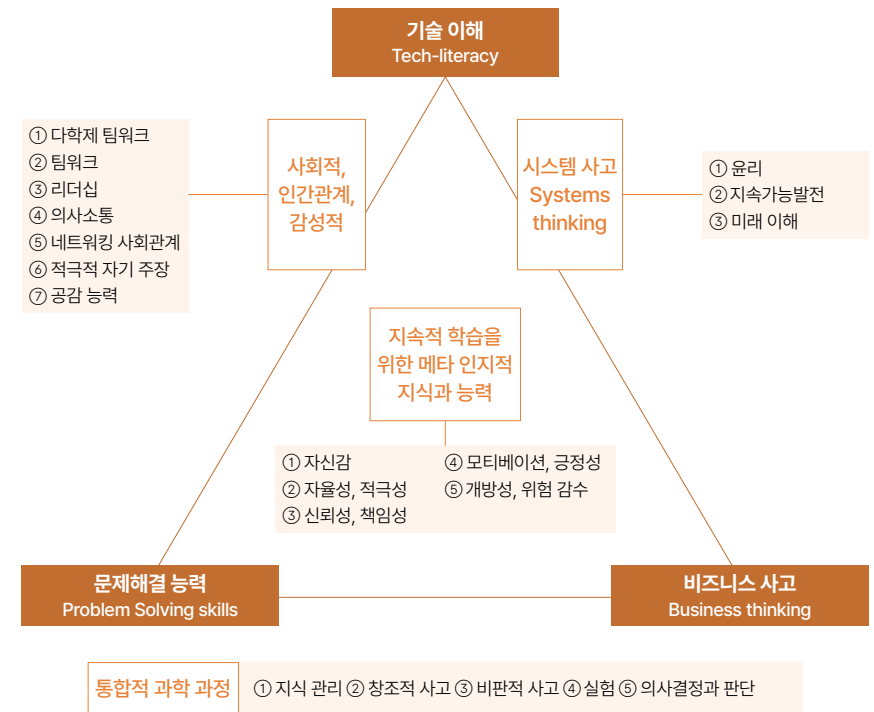 기술 이해
Tech-literacy
① 다학제 팀워크
② 팀워크
③ 리더십
④ 의사소통
⑤ 네트워킹 사회관계
⑥ 적극적 자기 주장
⑦ 공감 능력
사회적,
인간관계,
감성적
시스템 사고
Systems
thinking
① 윤리
② 지속가능발전
③ 미래 이해
지속적 학습을
위한 메타 인지적
지식과 능력
① 자신감
② 자율성, 적극성
③ 신뢰성, 책임성
④ 모티베이션, 긍정성
⑤ 개방성, 위험 감수
문제해결 능력
Problem Solving skills
비즈니스 사고
Business thinking
통합적 과학 과정
① 지식 관리 ② 창조적 사고 ③ 비판적 사고 ④ 실험 ⑤ 의사결정과 판단